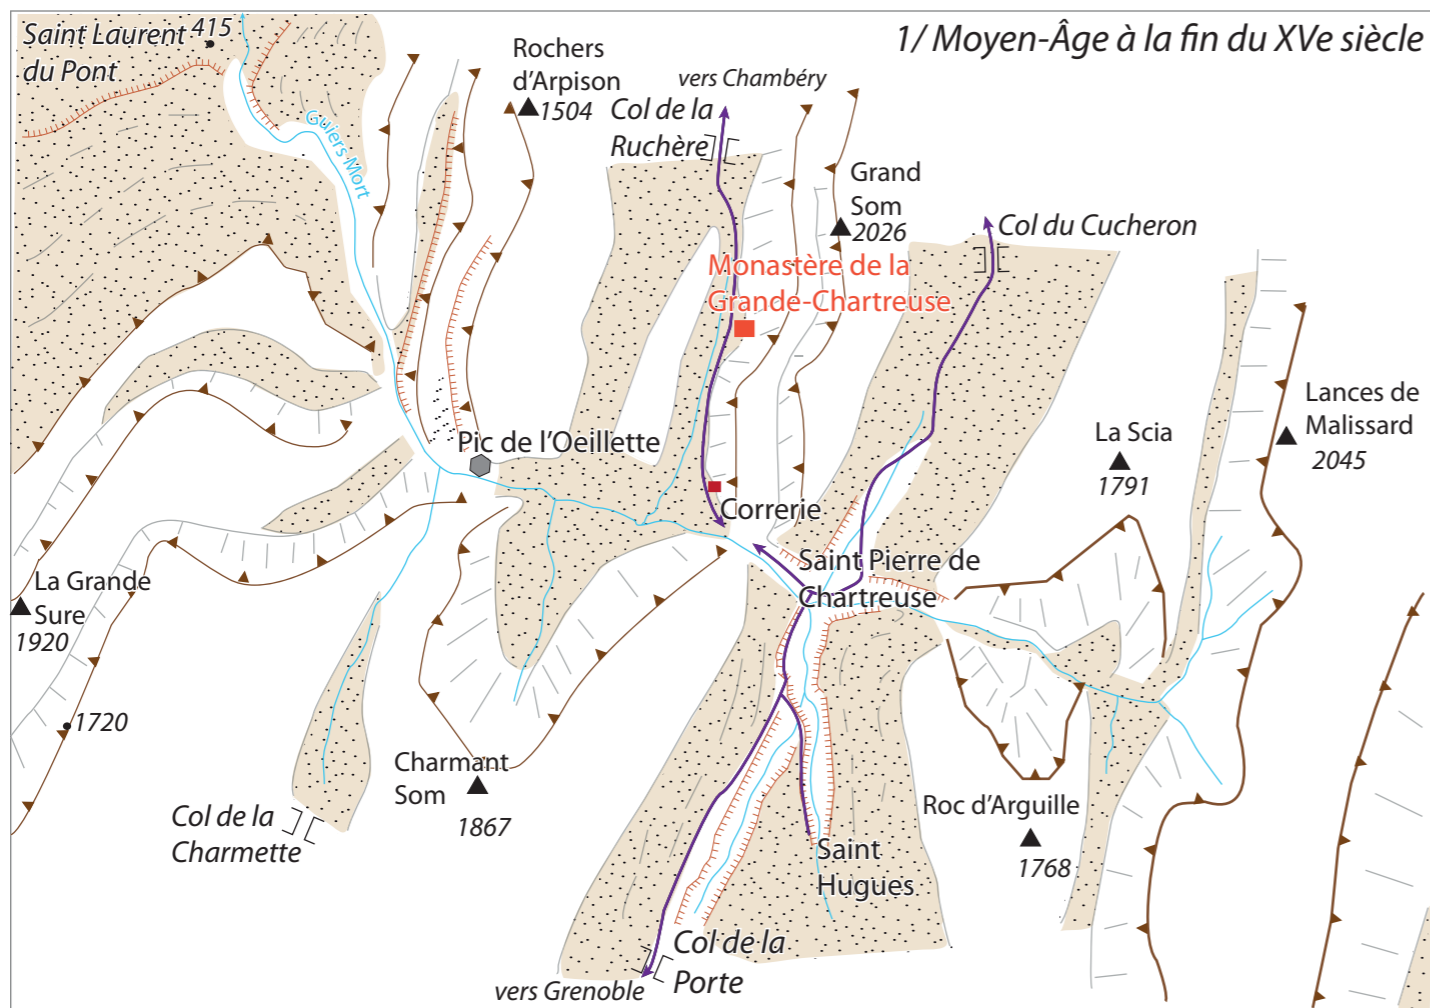 1/ Moyen-Âge à la fin du XVe siècle
Saint Laurent 415
du Pont
Guiers Mort
Rochers
d'Arpison
1504
vers Chambéry
Col de la
Ruchère
Grand
Som
2026
Col du Cucheron
Monastère de la
Grande-Chartreuse
Lances de
Malissard
2045
La Scia
1791
Pic de l'Oeillette
Correrie
Saint Pierre de
Chartreuse
La Grande
Sure
1920
1720
Charmant
Som
1867
Col de la
Charmette
Roc d'Arguille
1768
Saint
Hugues
Col de la
Porte
vers Grenoble